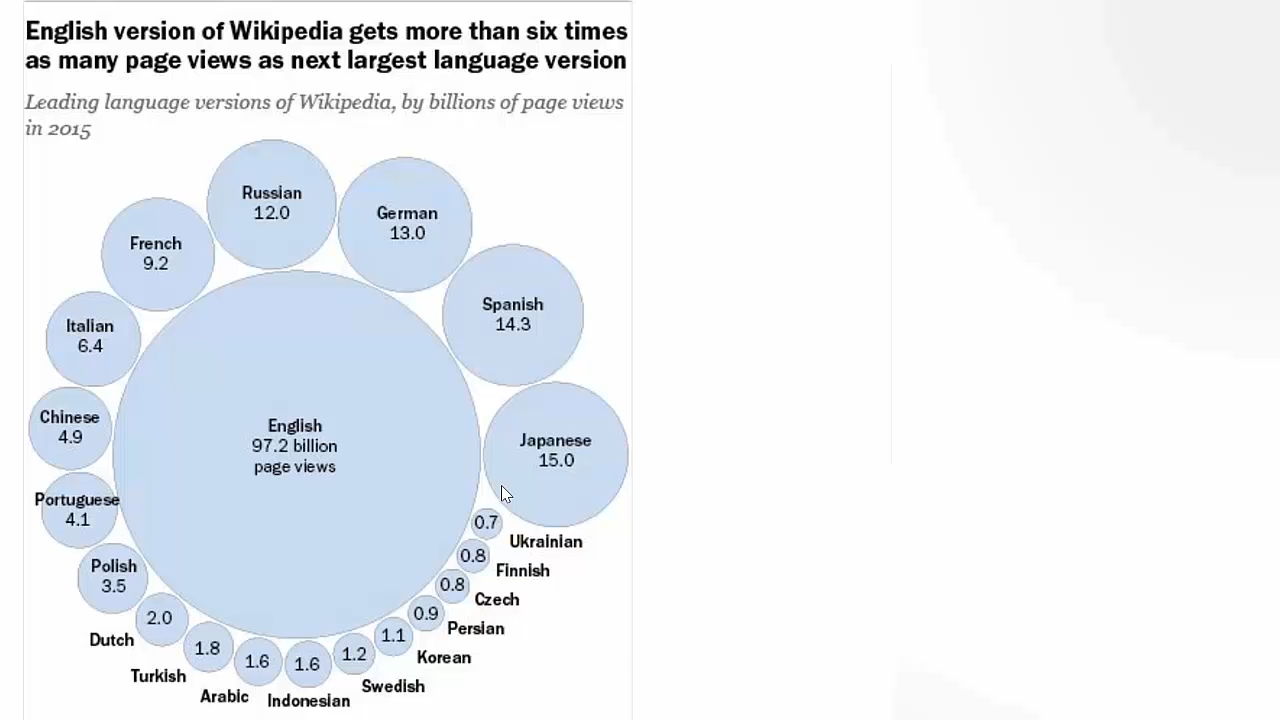 English version of Wikipedia gets more than six times
as many page views as next largest language version
Leading language versions of Wikipedia, by billions of page views
in 2015
Russian
12.0
German
13.0
French
9.2
Spanish
14.3
Italian
6.4
Chinese
4.9
English
97.2 billion
page views
Japanese
15.0
Portuguese
4.1
0.7
Ukrainian
0.8
Finnish
Polish
3.5
0.8
Czech
0.9
Persian
2.0
Dutch
1.1
Korean
1.8
Turkish
1.6
Arabic
1.6
Indonesian
1.2
Swedish